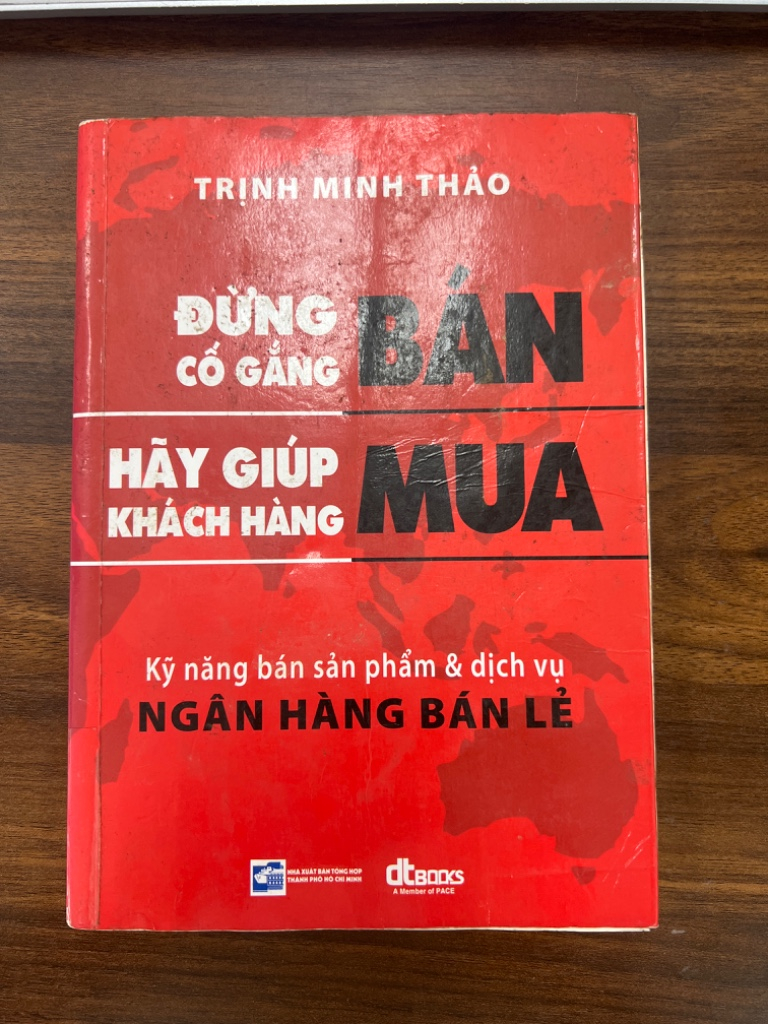 TRỊNH MINH THẢO
ĐỪNG
CỐ GẮNG
BÁN
HÃY GIÚP
KHÁCH HÀNG
MUA
Kỹ năng bán sản phẩm & dịch vụ
NGÂN HÀNG BÁN LẺ
NHÀ XUẤT BẢN TỔNG HỢP
THÀNH PHỐ HỒ CHÍ MINH
dtBOOKS
A Member of PACE